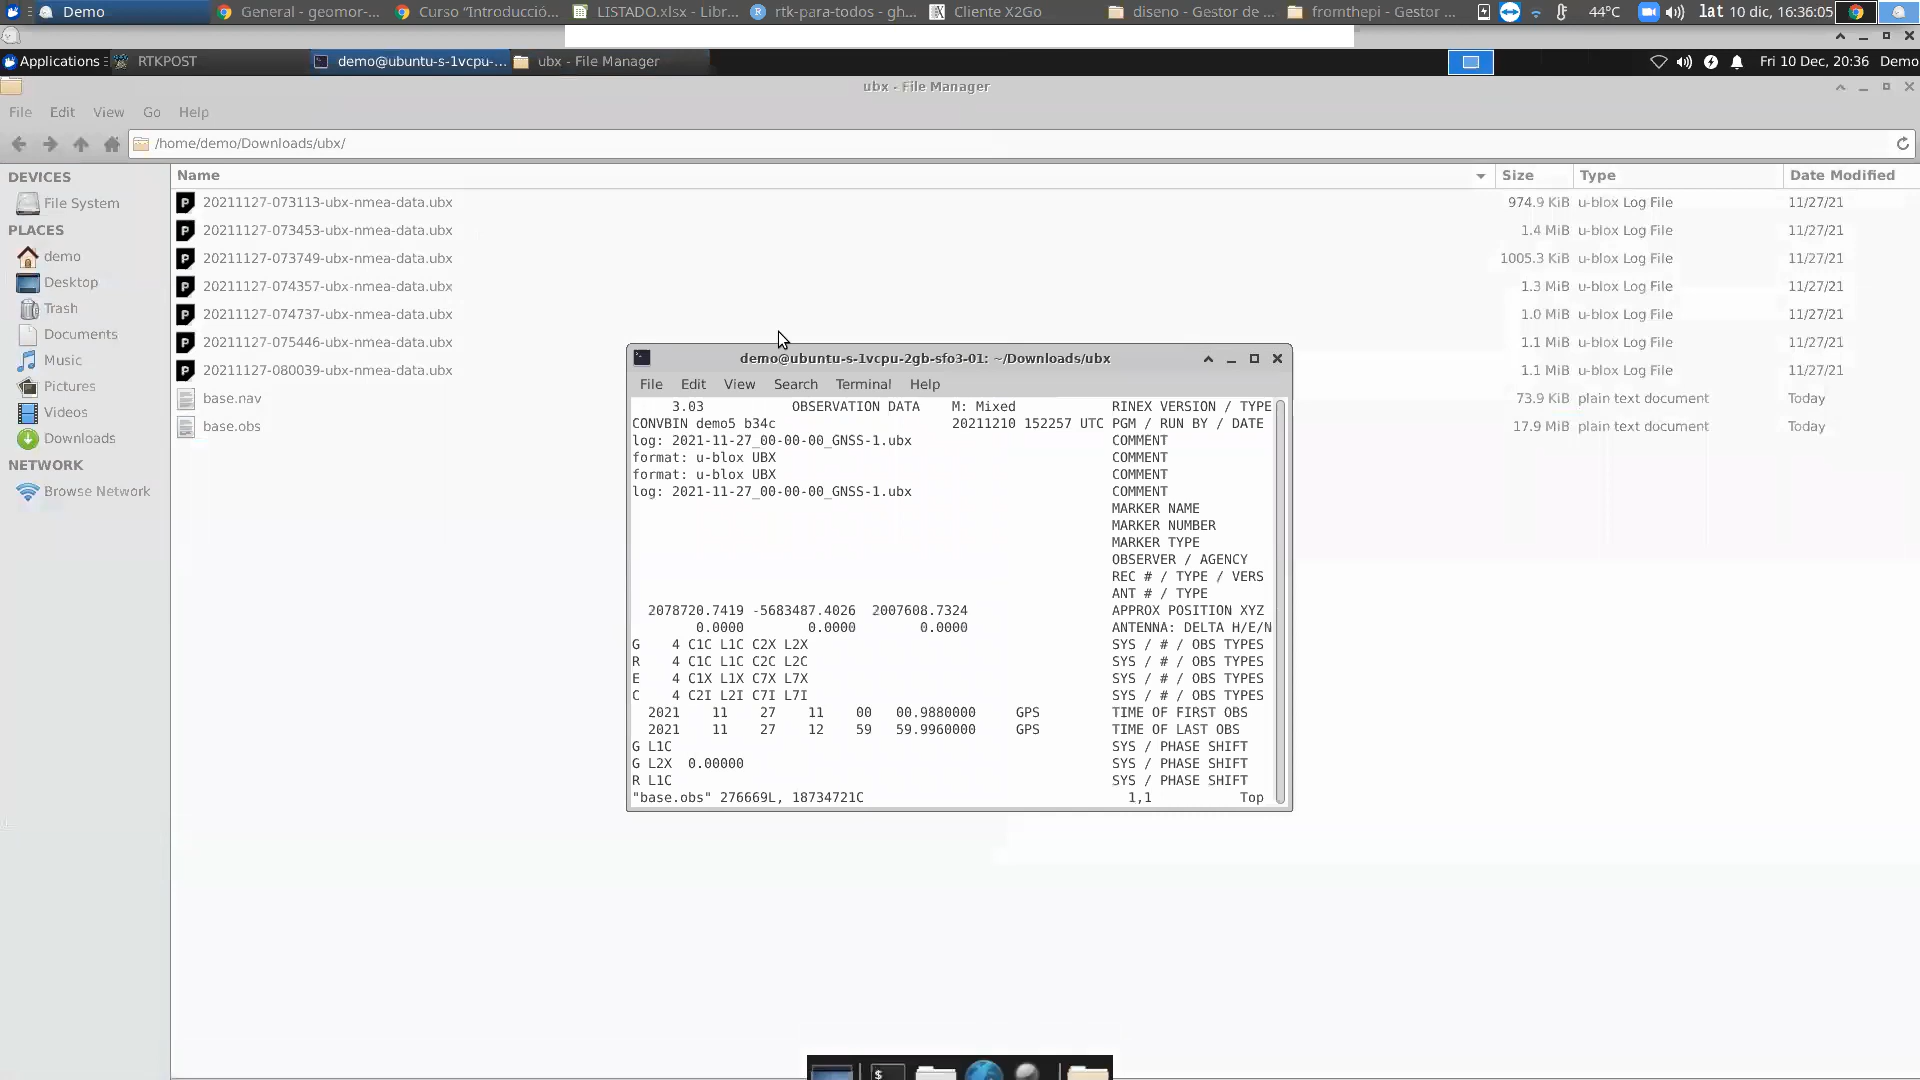 Demo General - geomor-... Curso "Introducció... LISTADO.xlsx - Libr... rtk-para-todos - gh... Cliente X2Go diseno - Gestor de ... fromthepi - Gestor ... 44°C lat 10 dic, 16:36:05
Applications RTKPOST demo@ubuntu-s-1vcpu-... ubx - File Manager Fri 10 Dec, 20:36 Demo
ubx - File Manager
File Edit View Go Help
/home/demo/Downloads/ubx/
DEVICES
File System
PLACES
demo
Desktop
Trash
Documents
Music
Pictures
Videos
Downloads
NETWORK
Browse Network
Name Size Type Date Modified
20211127-073113-ubx-nmea-data.ubx 974.9 KiB u-blox Log File 11/27/21
20211127-073453-ubx-nmea-data.ubx 1.4 MiB u-blox Log File 11/27/21
20211127-073749-ubx-nmea-data.ubx 1005.3 KiB u-blox Log File 11/27/21
20211127-074357-ubx-nmea-data.ubx 1.3 MiB u-blox Log File 11/27/21
20211127-074737-ubx-nmea-data.ubx 1.0 MiB u-blox Log File 11/27/21
20211127-075446-ubx-nmea-data.ubx 1.1 MiB u-blox Log File 11/27/21
20211127-080039-ubx-nmea-data.ubx 1.1 MiB u-blox Log File 11/27/21
base.nav 73.9 KiB plain text document Today
base.obs 17.9 MiB plain text document Today
demo@ubuntu-s-1vcpu-2gb-sfo3-01: ~/Downloads/ubx
File Edit View Search Terminal Help
3.03 OBSERVATION DATA M: Mixed RINEX VERSION / TYPE
CONVBIN demo5 b34c 20211210 152257 UTC PGM / RUN BY / DATE
log: 2021-11-27_00-00-00_GNSS-1.ubx COMMENT
format: u-blox UBX COMMENT
format: u-blox UBX COMMENT
log: 2021-11-27_00-00-00_GNSS-1.ubx COMMENT
MARKER NAME
MARKER NUMBER
MARKER TYPE
OBSERVER / AGENCY
REC # / TYPE / VERS
ANT # / TYPE
2078720.7419 -5683487.4026 2007608.7324 APPROX POSITION XYZ
0.0000 0.0000 0.0000 ANTENNA: DELTA H/E/N
G 4 C1C L1C C2X L2X SYS / # / OBS TYPES
R 4 C1C L1C C2C L2C SYS / # / OBS TYPES
E 4 C1X L1X C7X L7X SYS / # / OBS TYPES
C 4 C2I L2I C7I L7I SYS / # / OBS TYPES
2021 11 27 11 00 00.9880000 GPS TIME OF FIRST OBS
2021 11 27 12 59 59.9960000 GPS TIME OF LAST OBS
G L1C SYS / PHASE SHIFT
G L2X 0.00000 SYS / PHASE SHIFT
R L1C SYS / PHASE SHIFT
"base.obs" 276669L, 18734721C 1,1 Top